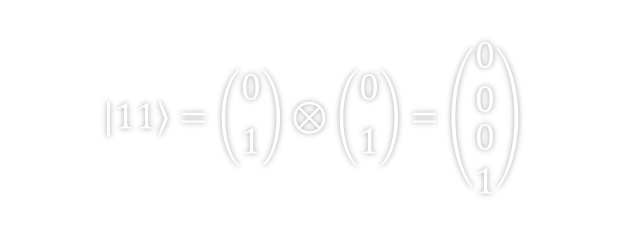 |11⟩ = (0 1) ⊗ (0 1) = (0 0 0 1)